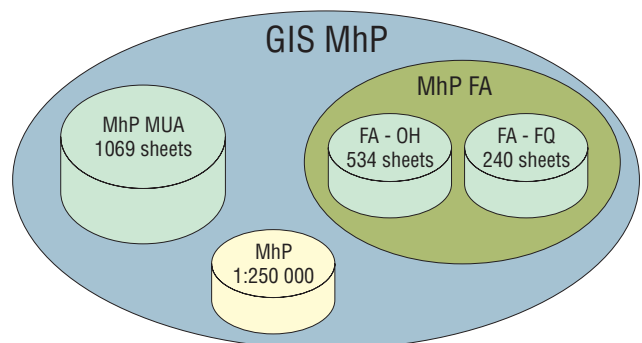 GIS MhP
MhP FA
MhP MUA
1069 sheets
FA - OH
534 sheets
FA - FQ
240 sheets
MhP
1:250 000